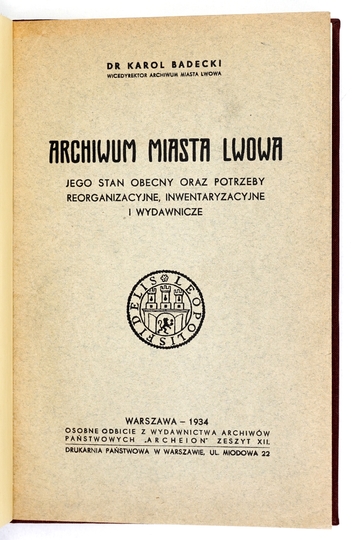 DR KAROL BADECKI
WICEDYREKTOR ARCHIWUM MIASTA LWOWA
ARCHIWUM MIASTA LWOWA
JEGO STAN OBECNY ORAZ POTRZEBY
REORGANIZACYJNE, INWENTARYZACYJNE
I WYDAWNICZE
LEOPOLIS FIDELIS
WARSZAWA – 1934
OSOBNE ODBICIE Z WYDAWNICTWA ARCHIWÓW
PAŃSTWOWYCH „ARCHEION" ZESZYT XII.
DRUKARNIA PAŃSTWOWA W WARSZAWIE, UL. MIODOWA 22